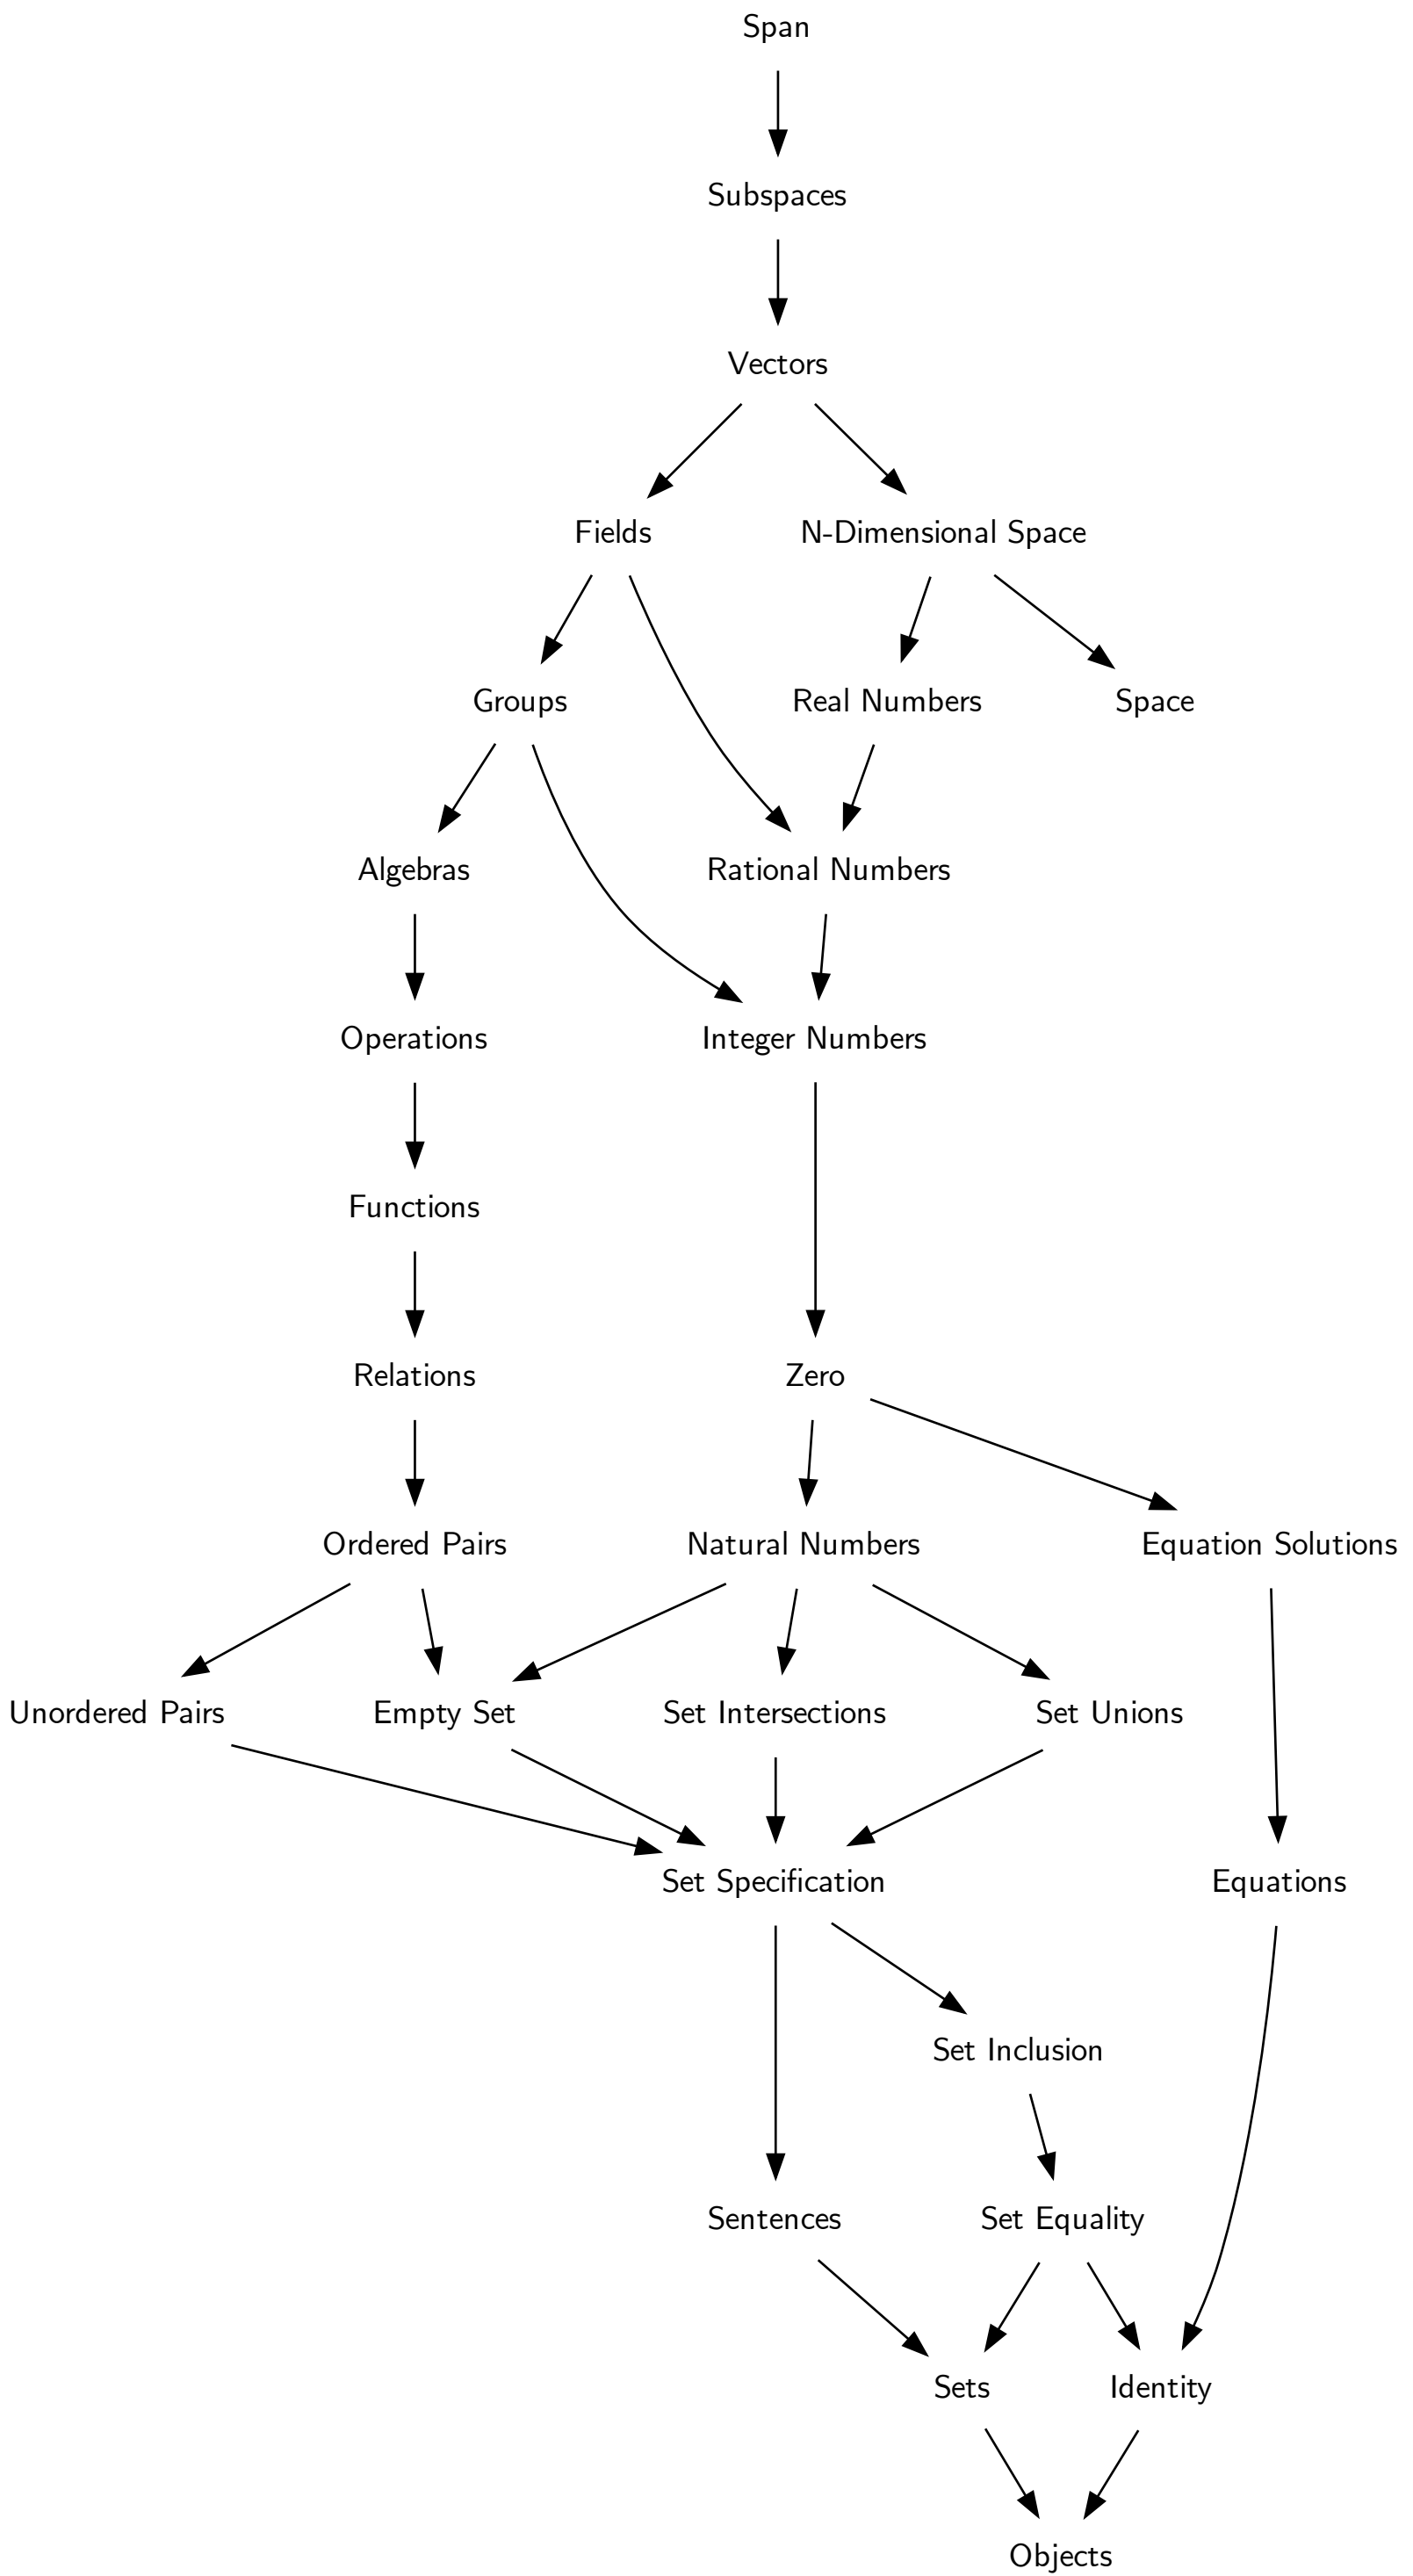 Span
Subspaces
Vectors
Fields
N-Dimensional Space
Groups
Real Numbers
Space
Algebras
Rational Numbers
Operations
Integer Numbers
Functions
Relations
Zero
Ordered Pairs
Natural Numbers
Equation Solutions
Unordered Pairs
Empty Set
Set Intersections
Set Unions
Set Specification
Equations
Set Inclusion
Sentences
Set Equality
Sets
Identity
Objects